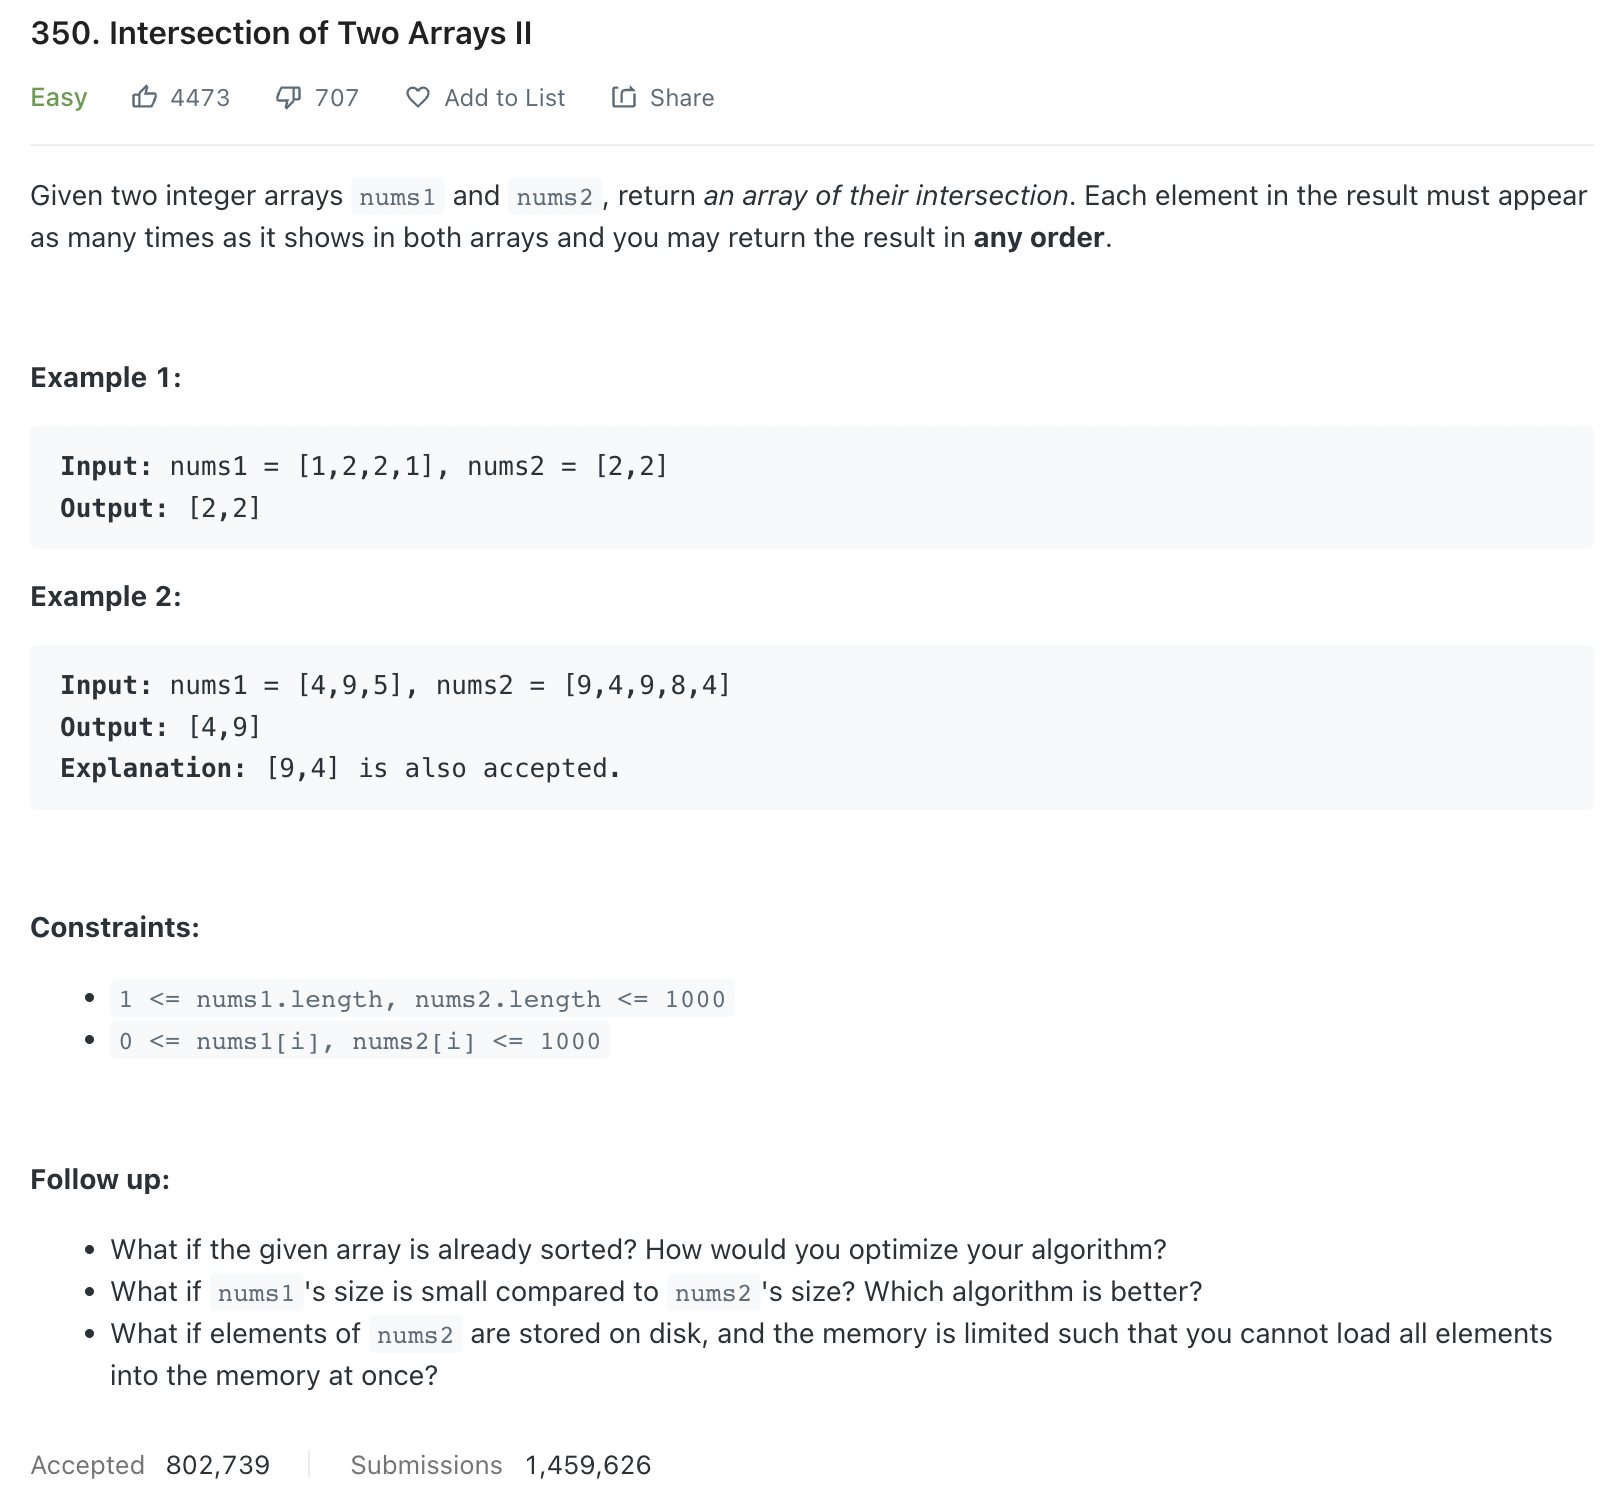 350. Intersection of Two Arrays II
Easy 4473 707 Add to List Share
Given two integer arrays nums1 and nums2, return an array of their intersection. Each element in the result must appear
as many times as it shows in both arrays and you may return the result in any order.
Example 1:
Input: nums1 = [1,2,2,1], nums2 = [2,2]
Output: [2,2]
Example 2:
Input: nums1 = [4,9,5], nums2 = [9,4,9,8,4]
Output: [4,9]
Explanation: [9,4] is also accepted.
Constraints:
• 1 <= nums1.length, nums2.length <= 1000
• 0 <= nums1[i], nums2[i] <= 1000
Follow up:
• What if the given array is already sorted? How would you optimize your algorithm?
• What if nums1's size is small compared to nums2's size? Which algorithm is better?
• What if elements of nums2 are stored on disk, and the memory is limited such that you cannot load all elements
into the memory at once?
Accepted 802,739 Submissions 1,459,626